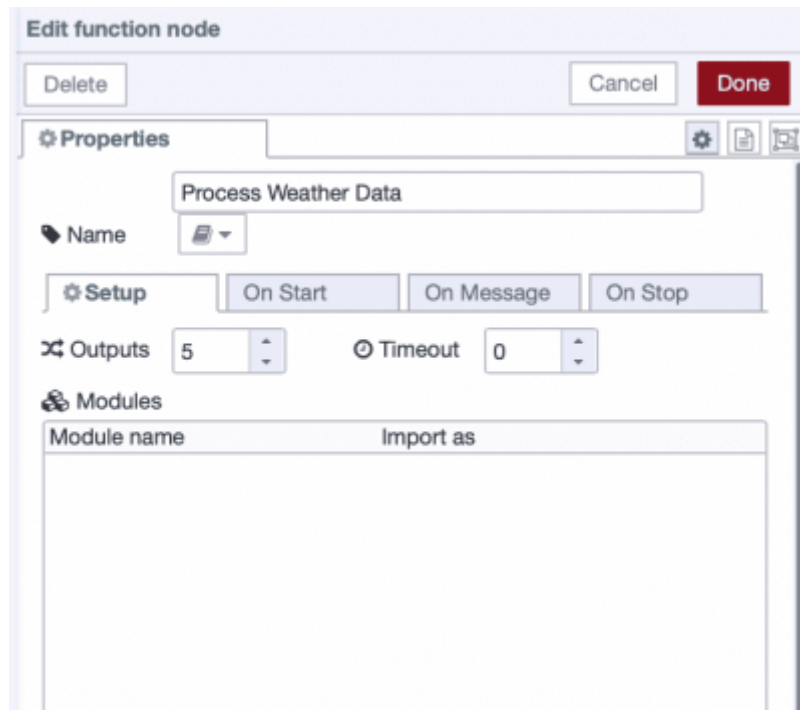 Edit function node
Delete Cancel Done
Properties
Process Weather Data
Name
Setup On Start On Message On Stop
Outputs 5 Timeout 0
Modules
Module name Import as